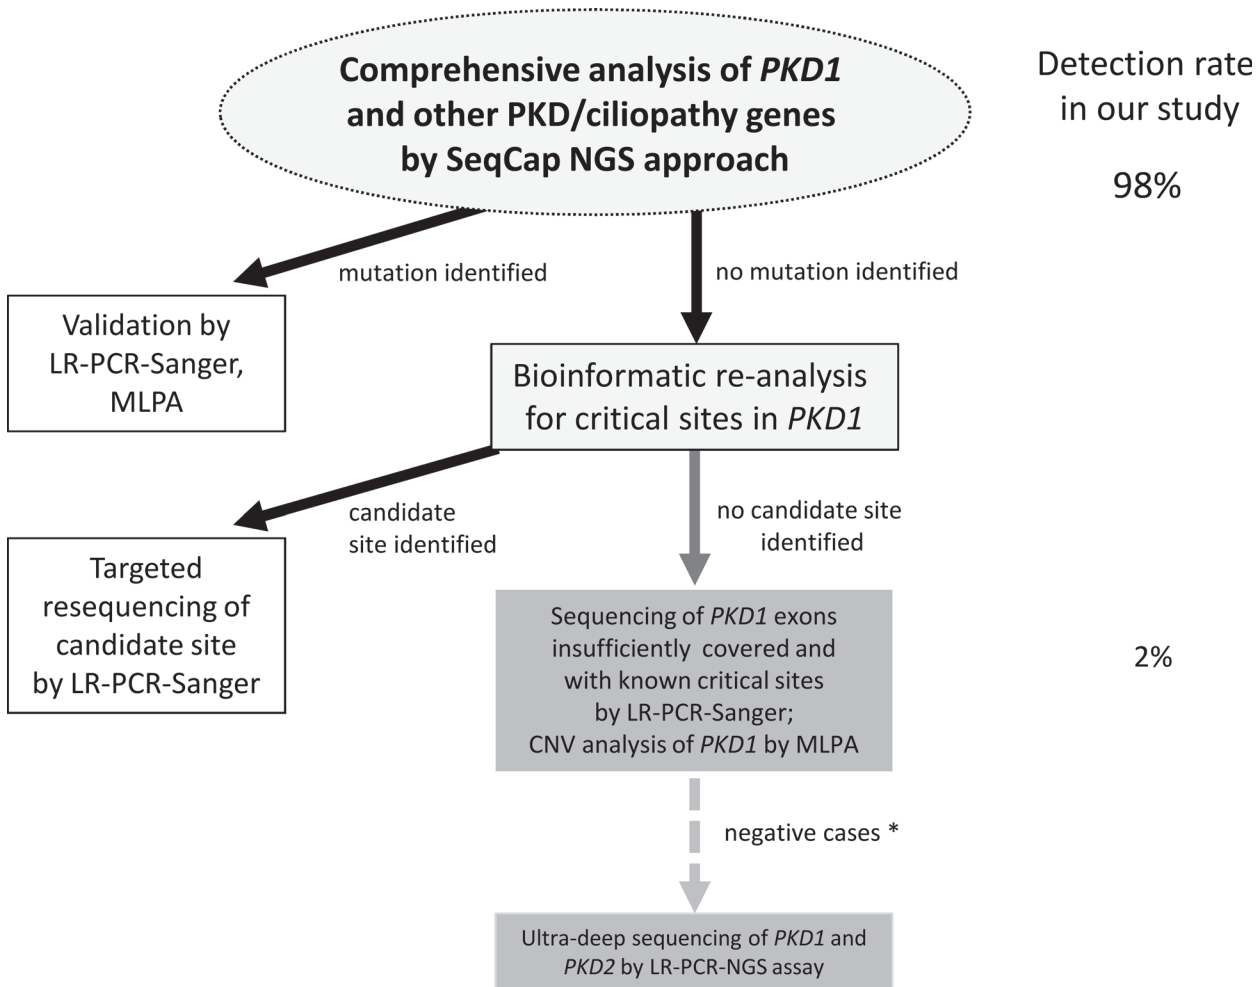 Comprehensive analysis of PKD1
and other PKD/ciliopathy genes
by SeqCap NGS approach
Detection rate
in our study
98%
mutation identified
no mutation identified
Validation by
LR-PCR-Sanger,
MLPA
Bioinformatic re-analysis
for critical sites in PKD1
candidate
site identified
no candidate site
identified
Targeted
resequencing of
candidate site
by LR-PCR-Sanger
Sequencing of PKD1 exons
insufficiently covered and
with known critical sites
by LR-PCR-Sanger;
CNV analysis of PKD1 by MLPA
2%
negative cases *
Ultra-deep sequencing of PKD1 and
PKD2 by LR-PCR-NGS assay